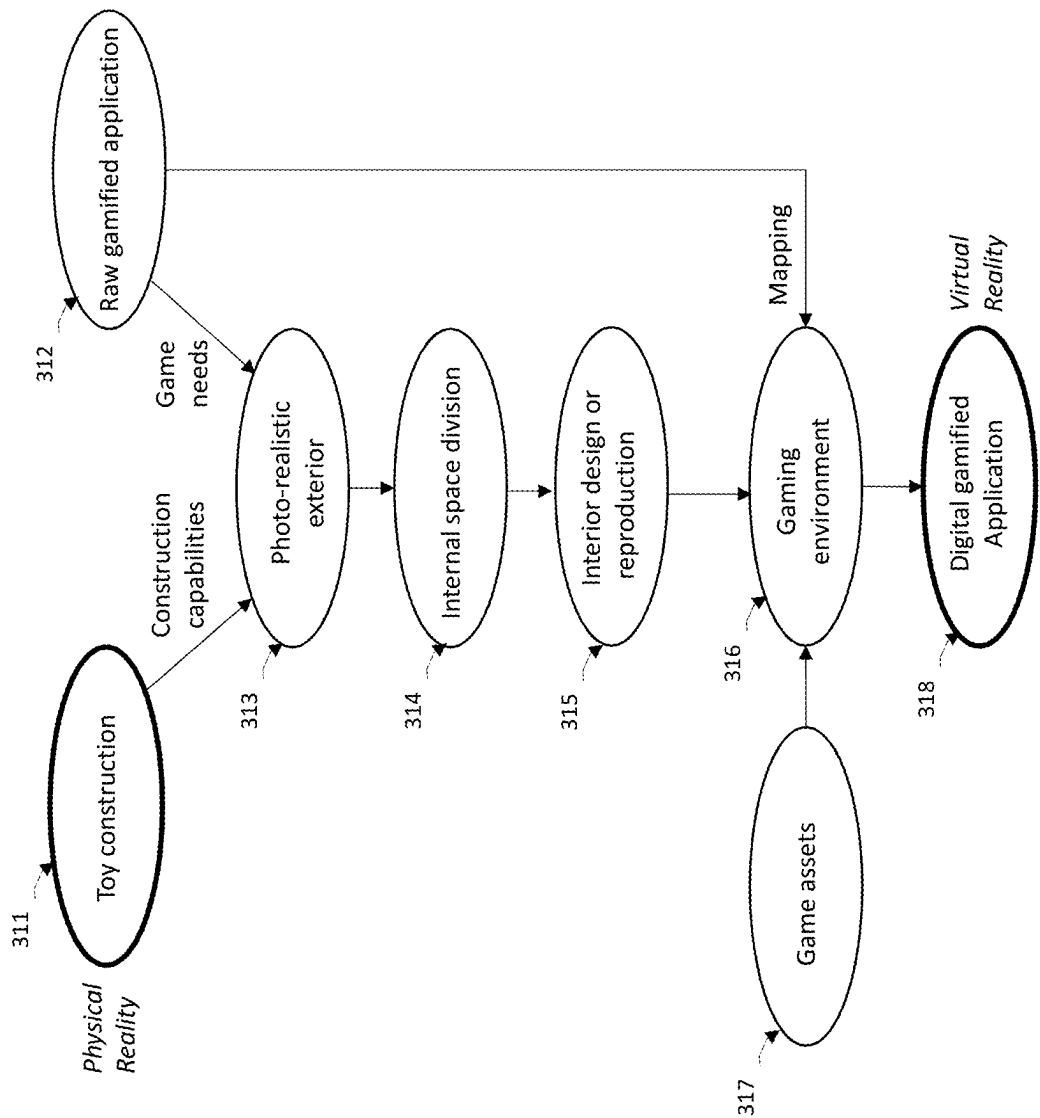 Physical
Reality
311
Toy construction
312
Raw gamified application
Construction
capabilities
Game
needs
313
Photo-realistic
exterior
314
Internal space division
315
Interior design or
reproduction
Mapping
316
Gaming
environment
317
Game assets
318
Digital gamified
Application
Virtual
Reality